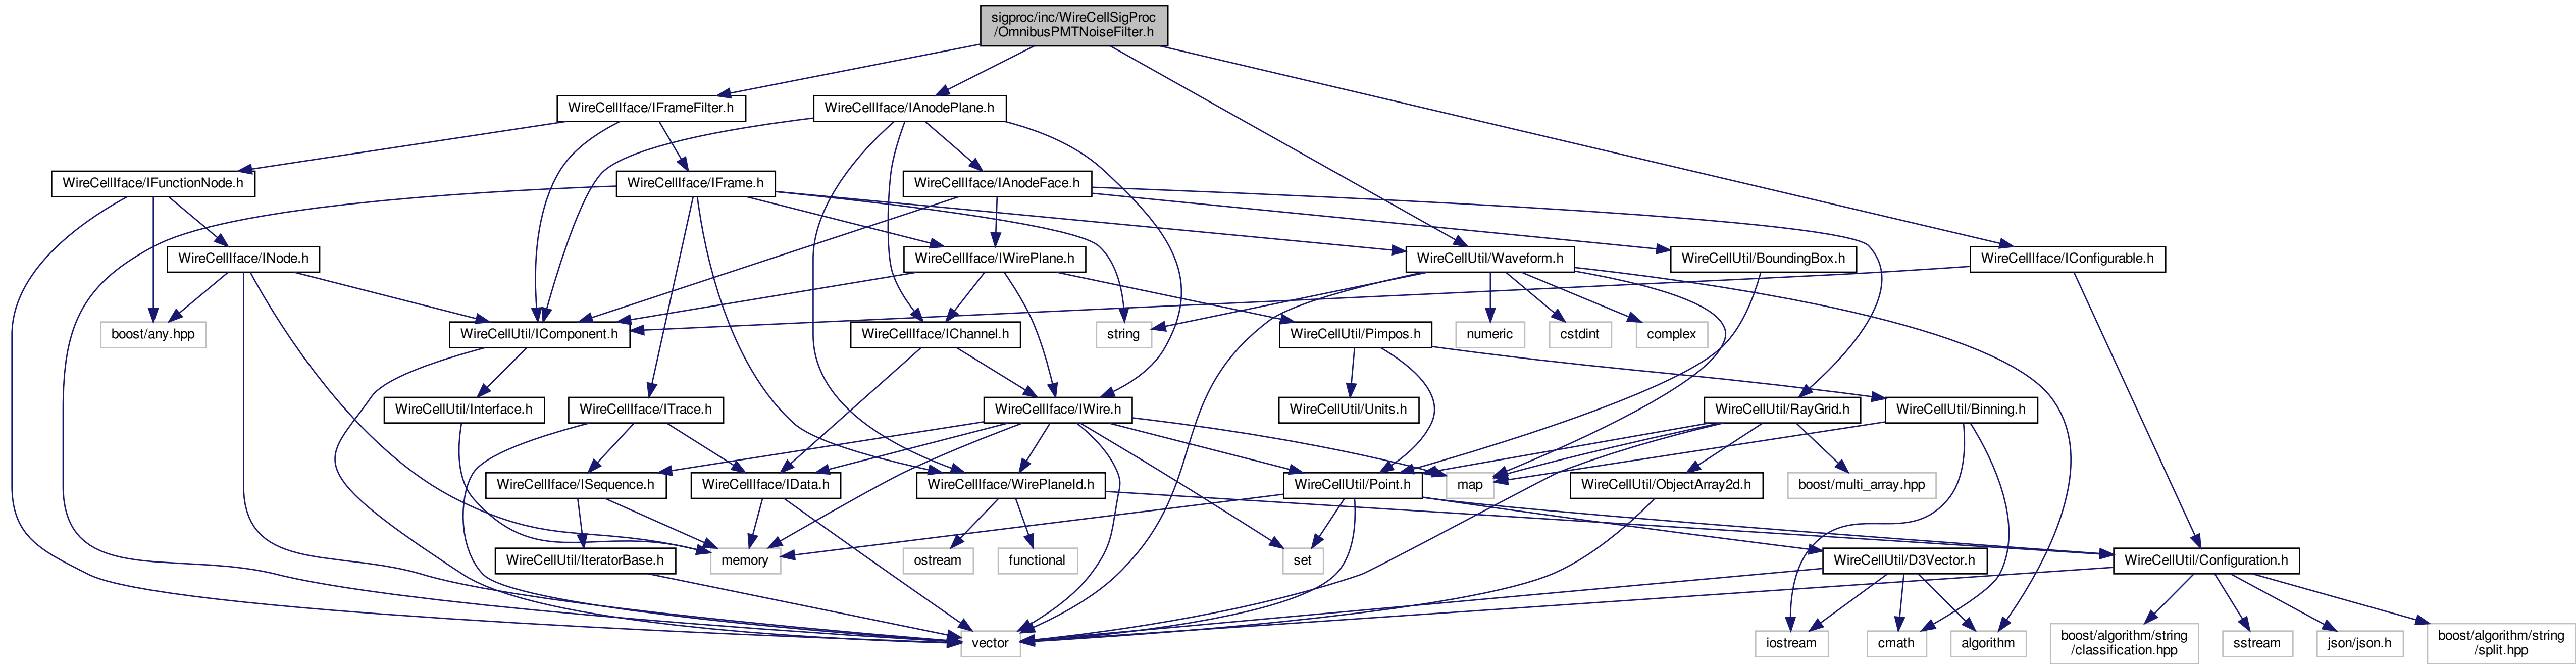 sigproc/inc/WireCellSigProc
/OmnibusPMTNoiseFilter.h
WireCellIface/IFrameFilter.h
WireCellIface/IAnodePlane.h
WireCellIface/IFunctionNode.h
WireCellIface/IFrame.h
WireCellIface/IAnodeFace.h
WireCellIface/INode.h
WireCellIface/IWirePlane.h
WireCellUtil/Waveform.h
WireCellUtil/BoundingBox.h
WireCellIface/IConfigurable.h
boost/any.hpp
WireCellUtil/IComponent.h
WireCellIface/IChannel.h
string
WireCellUtil/Pimpos.h
numeric
cstdint
complex
WireCellUtil/Interface.h
WireCellIface/ITrace.h
WireCellIface/IWire.h
WireCellUtil/Units.h
WireCellUtil/RayGrid.h
WireCellUtil/Binning.h
WireCellIface/ISequence.h
WireCellIface/IData.h
WireCellIface/WirePlaneId.h
WireCellUtil/Point.h
map
WireCellUtil/ObjectArray2d.h
boost/multi_array.hpp
WireCellUtil/IteratorBase.h
memory
ostream
functional
set
WireCellUtil/D3Vector.h
WireCellUtil/Configuration.h
vector
iostream
cmath
algorithm
boost/algorithm/string
/classification.hpp
sstream
json/json.h
boost/algorithm/string
/split.hpp